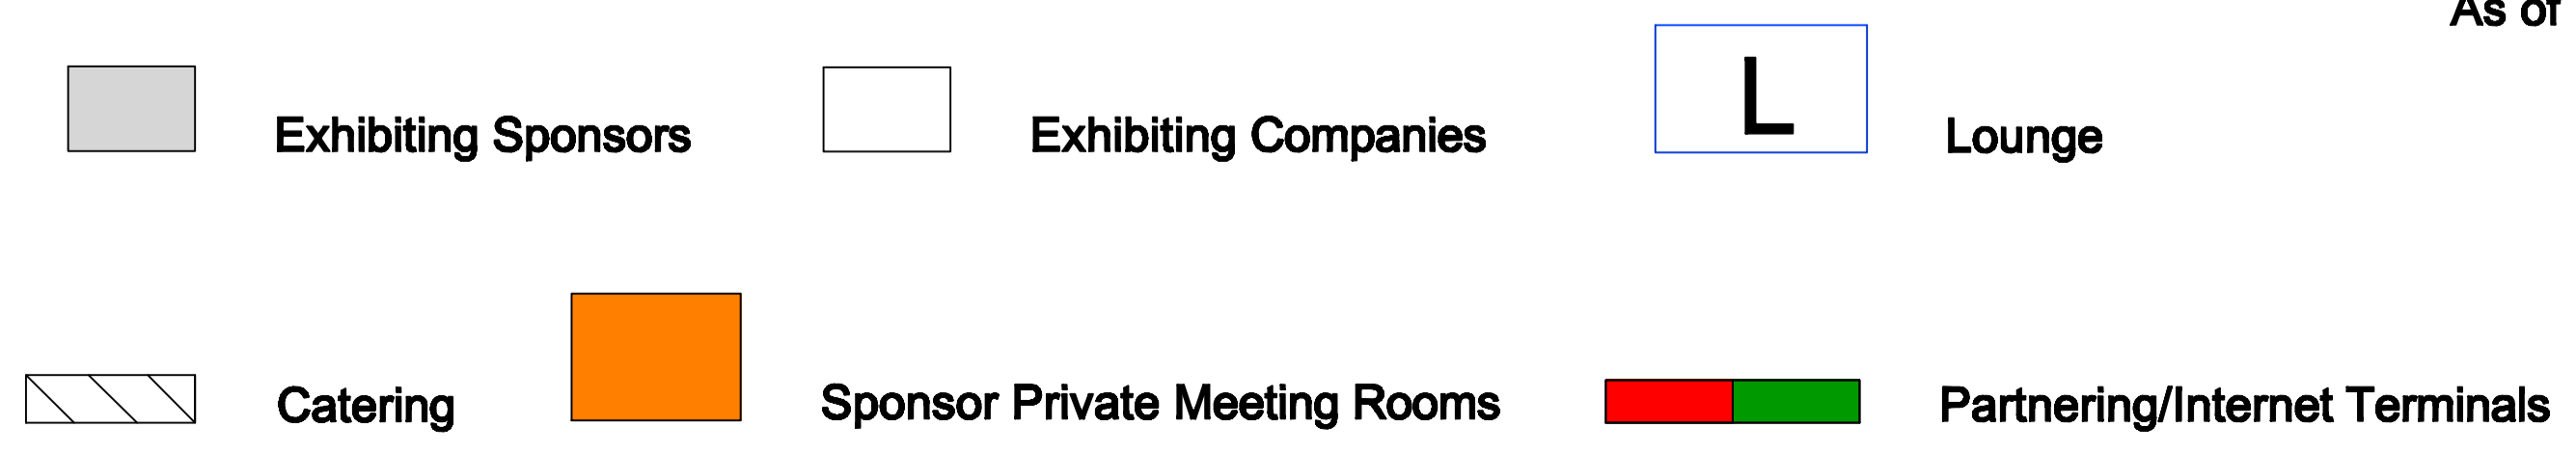 As of
Exhibiting Sponsors
Exhibiting Companies
L
Lounge
Catering
Sponsor Private Meeting Rooms
Partnering/Internet Terminals